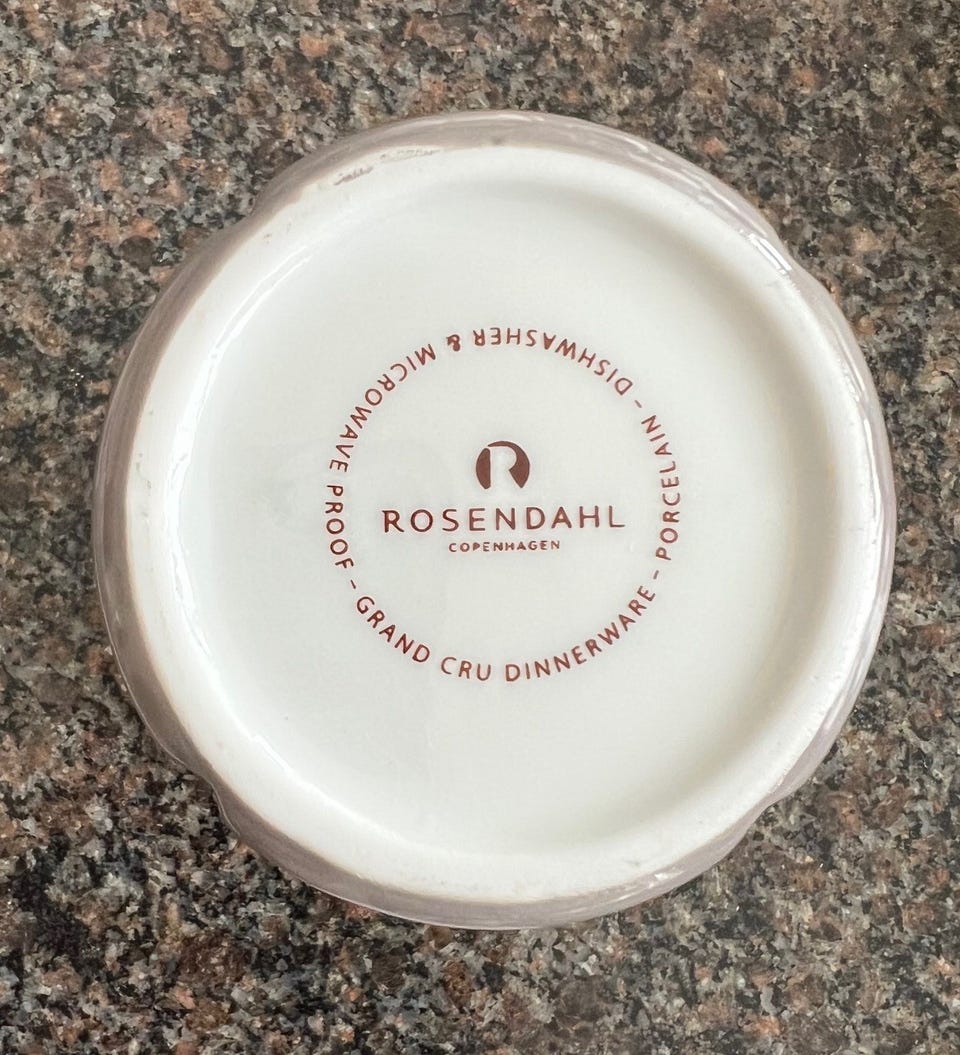 R
ROSENDAHL
COPENHAGEN
GRAND CRU DINNERWARE - PORCELAIN - DISHWASHER & MICROWAVE PROOF -